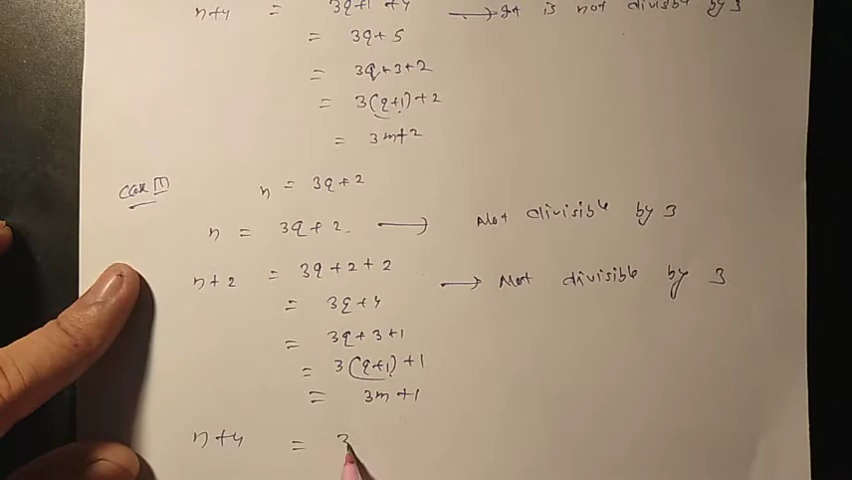 n+4 = 3q+1 +4 → It is not divisible by 3
= 3q+5
= 3q+3+2
= 3(q+1)+2
= 3m+2
Case III n = 3q+2
n = 3q+2 → Not divisible by 3
n+2 = 3q+2+2 → Not divisible by 3
= 3q+4
= 3q+3+1
= 3(q+1)+1
= 3m+1
n+4 = 3